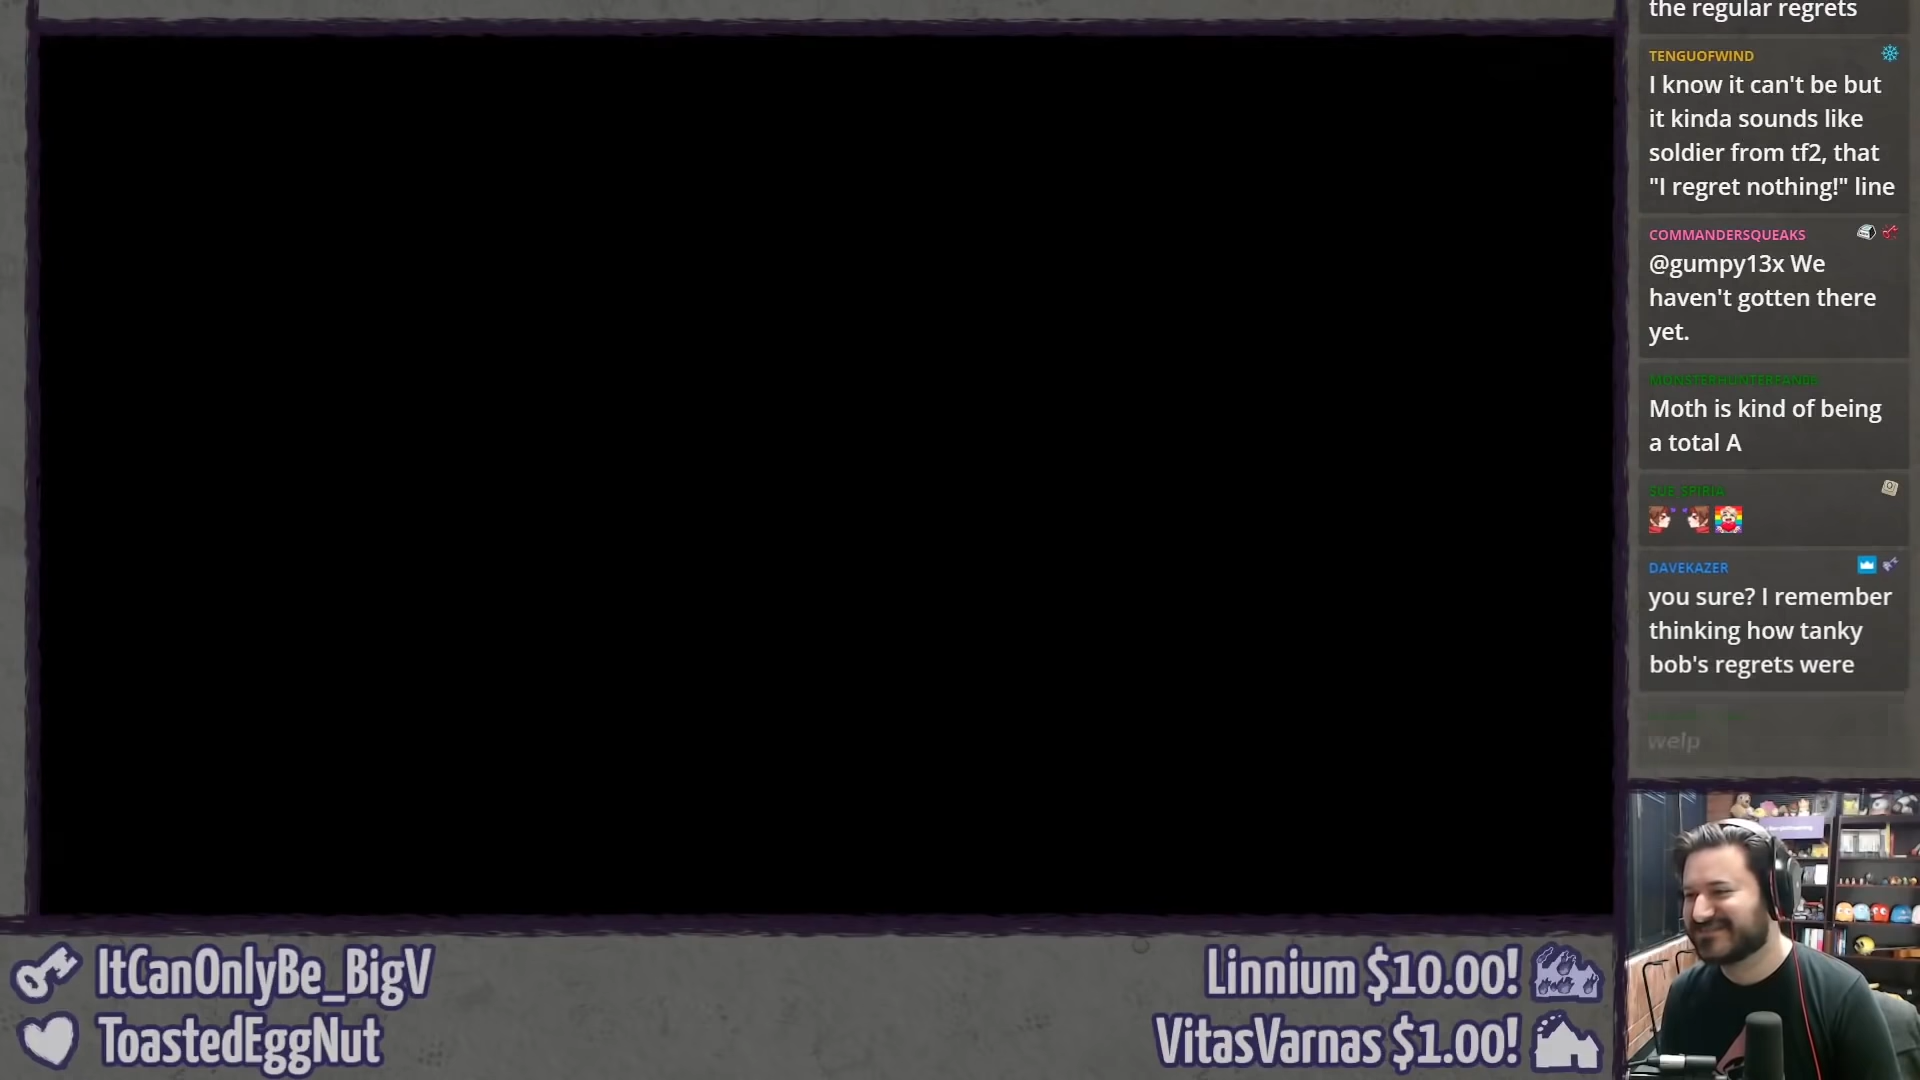 the regular regrets
TENGUOFWIND
I know it can't be but
it kinda sounds like
soldier from tf2, that
"I regret nothing!" line
COMMANDERSQUEAKS
@gumpy13x We
haven't gotten there
yet.
Moth is kind of being
a total A
SUE_SPIRIA
DAVEKAZER
you sure? I remember
thinking how tanky
bob's regrets were
welp
ItCanOnlyBe_BigV
ToastedEggNut
Linnium $10.00!
VitasVarnas $1.00!